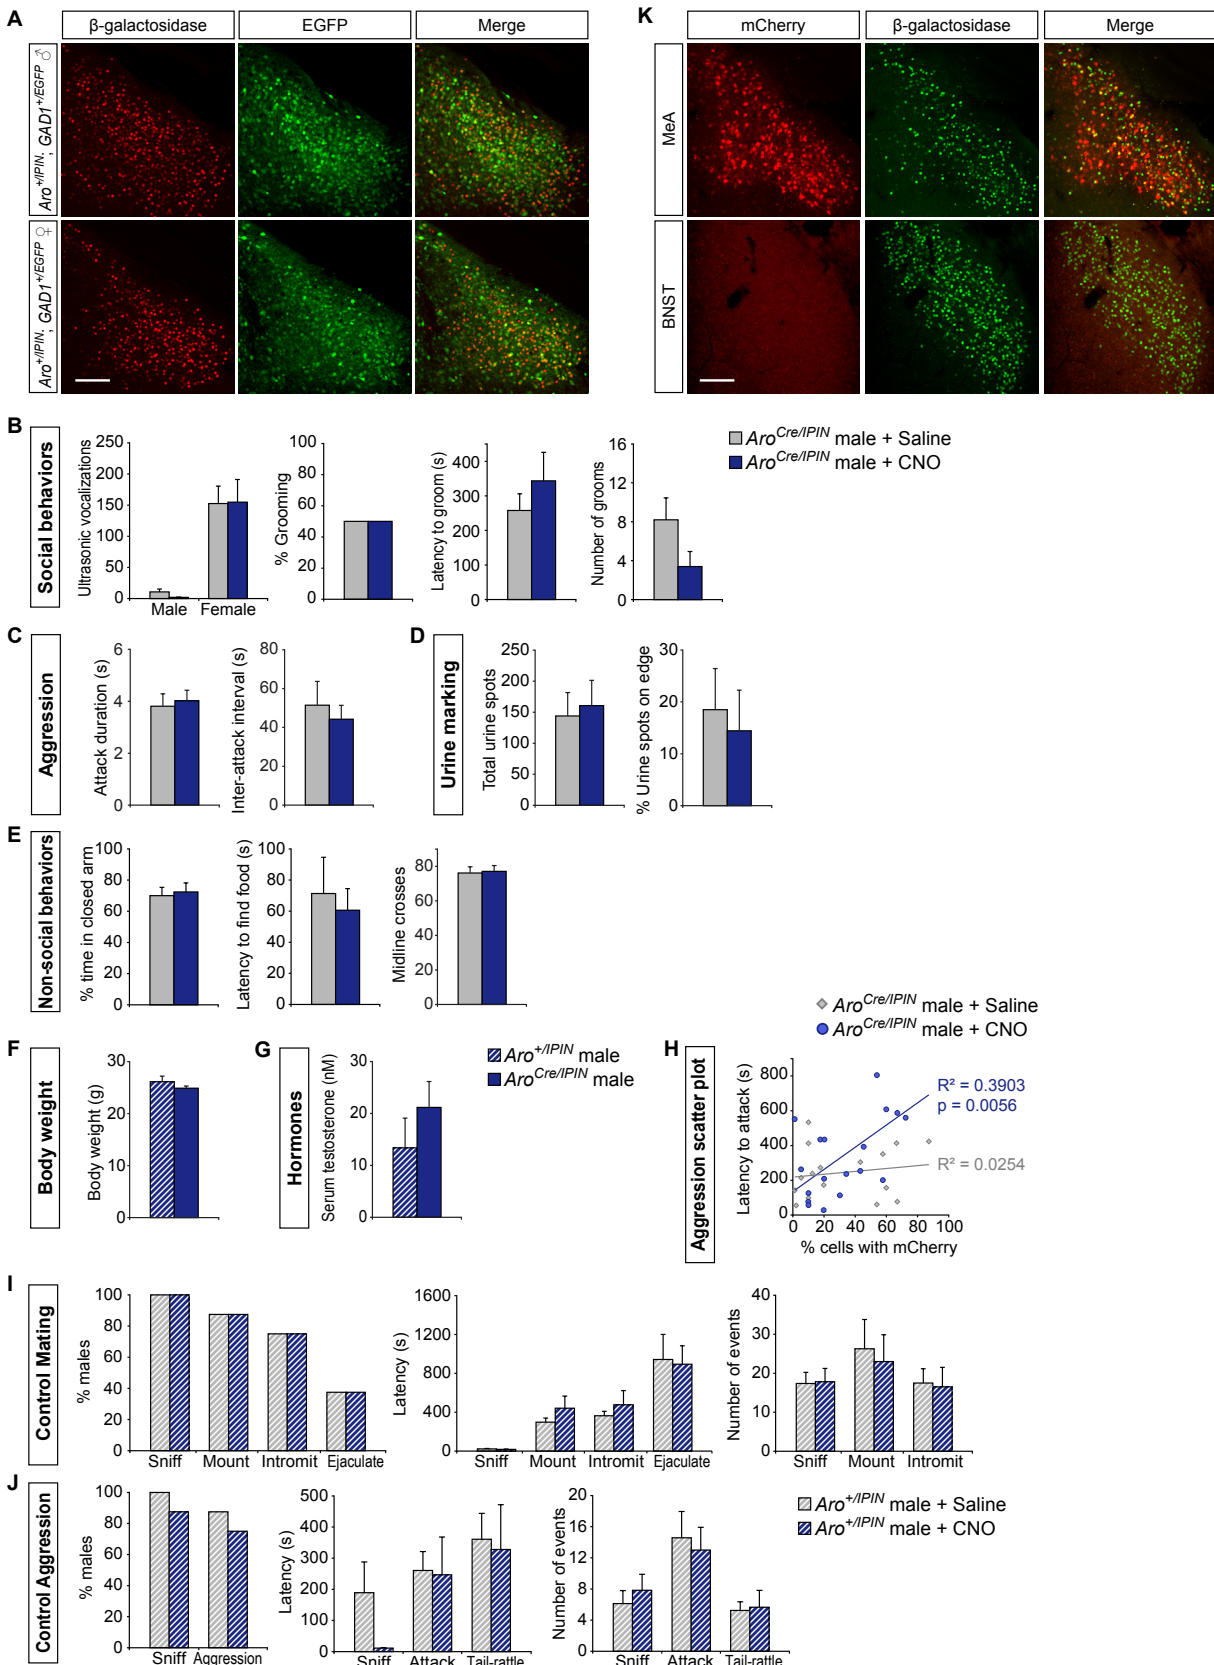 A
β-galactosidase
EGFP
Merge
Aro+/IPIN; GAD1+/EGFP ♂
Aro+/IPIN; GAD1+/EGFP ♀
K
mCherry
β-galactosidase
Merge
MeA
BNST
B
Social behaviors
Ultrasonic vocalizations
250
200
150
100
50
0
Male
Female
% Grooming
100
80
60
40
20
0
Latency to groom (s)
400
300
200
100
0
Number of grooms
16
12
8
4
0
AroCre/IPIN male + Saline
AroCre/IPIN male + CNO
C
Aggression
Attack duration (s)
6
4
2
0
Inter-attack interval (s)
80
60
40
20
0
D
Urine marking
Total urine spots
250
200
150
100
50
0
% Urine spots on edge
30
20
10
0
E
Non-social behaviors
% time in closed arm
100
80
60
40
20
0
Latency to find food (s)
100
80
60
40
20
0
Midline crosses
80
60
40
20
0
F
Body weight
Body weight (g)
30
20
10
0
G
Hormones
Serum testosterone (nM)
30
20
10
0
Aro+/IPIN male
AroCre/IPIN male
H
Aggression scatter plot
AroCre/IPIN male + Saline
AroCre/IPIN male + CNO
Latency to attack (s)
800
600
400
200
0
R² = 0.3903
p = 0.0056
R² = 0.0254
0 20 40 60 80 100
% cells with mCherry
I
Control Mating
% males
100
80
60
40
20
0
Sniff Mount Intromit Ejaculate
Latency (s)
1600
1200
800
400
0
Sniff Mount Intromit Ejaculate
Number of events
40
30
20
10
0
Sniff Mount Intromit
J
Control Aggression
% males
100
80
60
40
20
0
Sniff Aggression
Latency (s)
500
400
300
200
100
0
Sniff Attack Tail-rattle
Number of events
20
16
12
8
4
0
Sniff Attack Tail-rattle
Aro+/IPIN male + Saline
Aro+/IPIN male + CNO